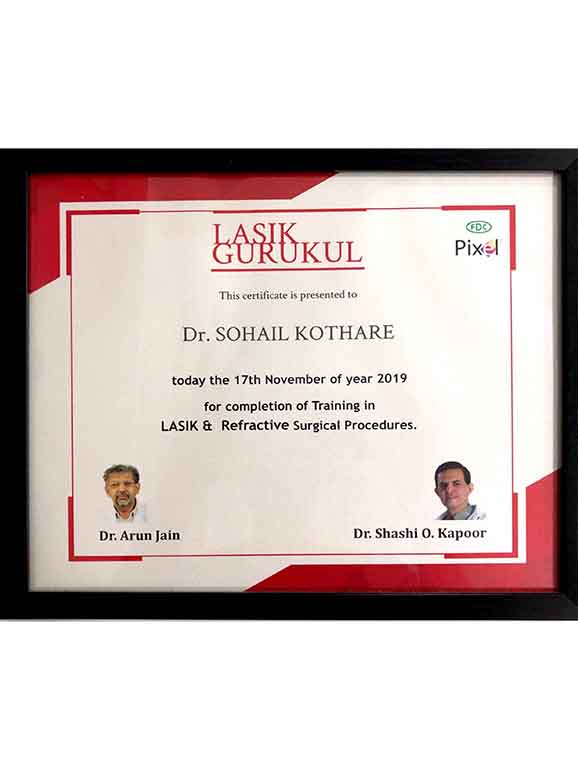 LASIK
GURUKUL
FDC
Pixel
This certificate is presented to
Dr. SOHAIL KOTHARE
today the 17th November of year 2019
for completion of Training in
LASIK & Refractive Surgical Procedures.
Dr. Arun Jain
Dr. Shashi O. Kapoor